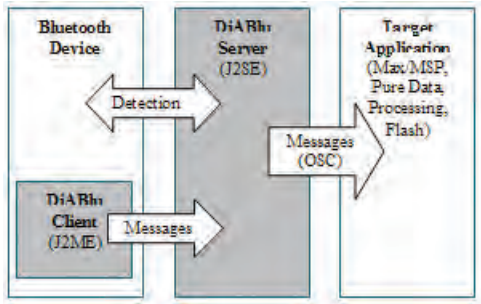 Bluetooth
Device
DiABlu
Server
(J2SE)
Target
Application
(Max/MSP,
Pure Data,
Processing,
Flash)
Detection
Messages
(OSC)
DiABlu
Client
(J2ME)
Messages